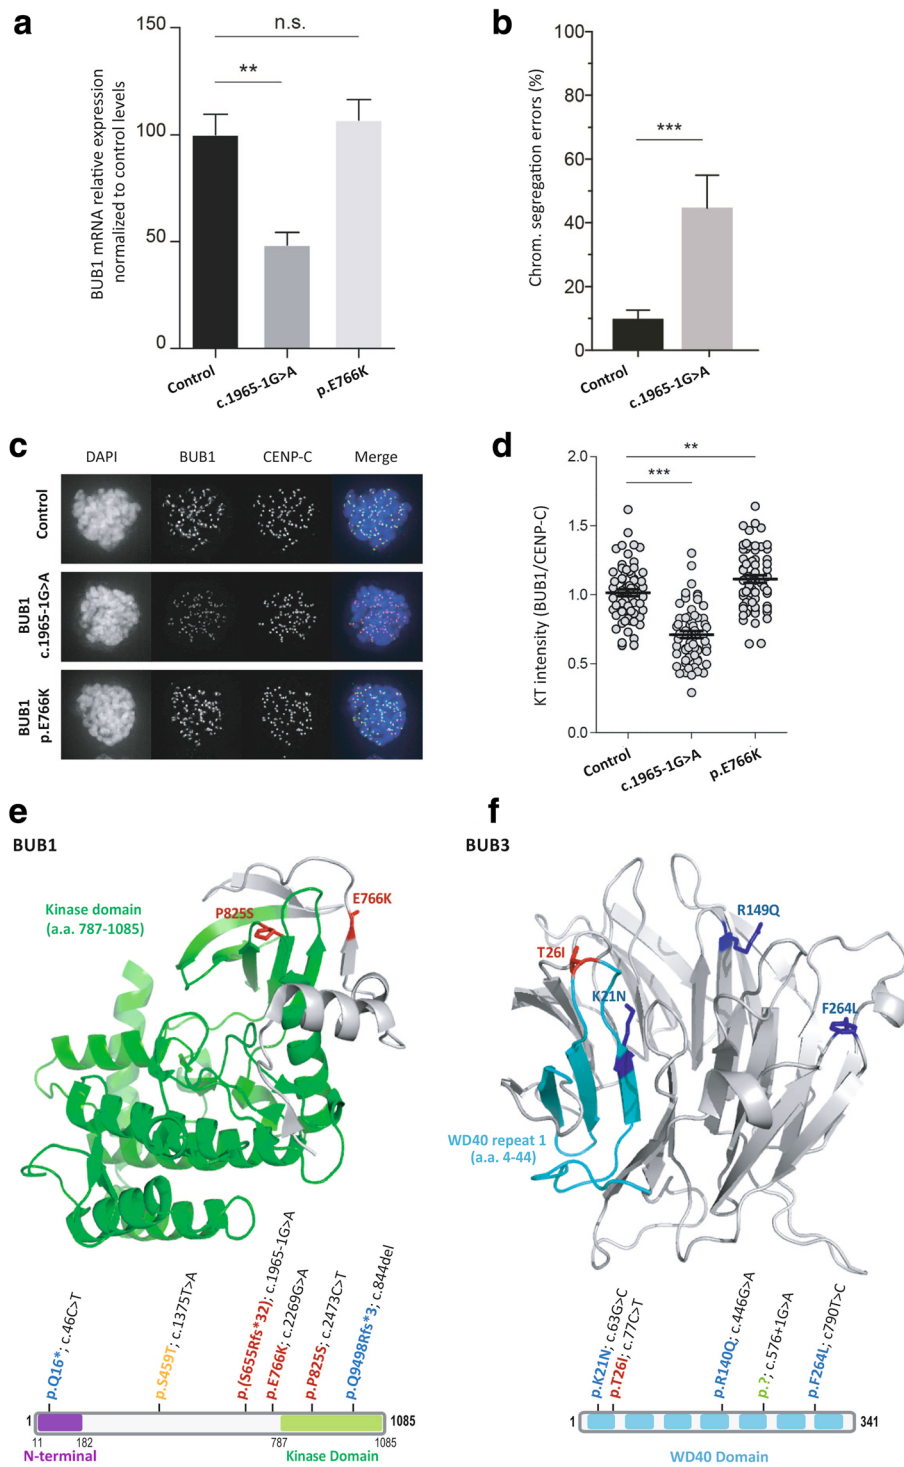 a
BUB1 mRNA relative expression
normalized to control levels
150
100
50
0
n.s.
**
Control
c.1965-1G>A
p.E766K
b
Chrom. segregation errors (%)
100
80
60
40
20
0
***
Control
c.1965-1G>A
c
DAPI BUB1 CENP-C Merge
Control
BUB1
c.1965-1G>A
BUB1
p.E766K
d
KT intensity (BUB1/CENP-C)
2.0
1.5
1.0
0.5
0.0
**
***
Control
c.1965-1G>A
p.E766K
e
BUB1
Kinase domain
(a.a. 787-1085)
P825S
E766K
p.Q16*; c.46C>T
p.S459T; c.1375T>A
p.(S655Rfs*32); c.1965-1G>A
p.E766K; c.2269G>A
p.P825S; c.2473C>T
p.Q9498Rfs*3; c.844del
1 1085
11 182 787 1085
N-terminal Kinase Domain
f
BUB3
R149Q
T26I
K21N
F264L
WD40 repeat 1
(a.a. 4-44)
p.K21N; c.63G>C
p.T26I; c.77C>T
p.R140Q; c.446G>A
p.?; c.576+1G>A
p.F264L; c790T>C
1 341
WD40 Domain